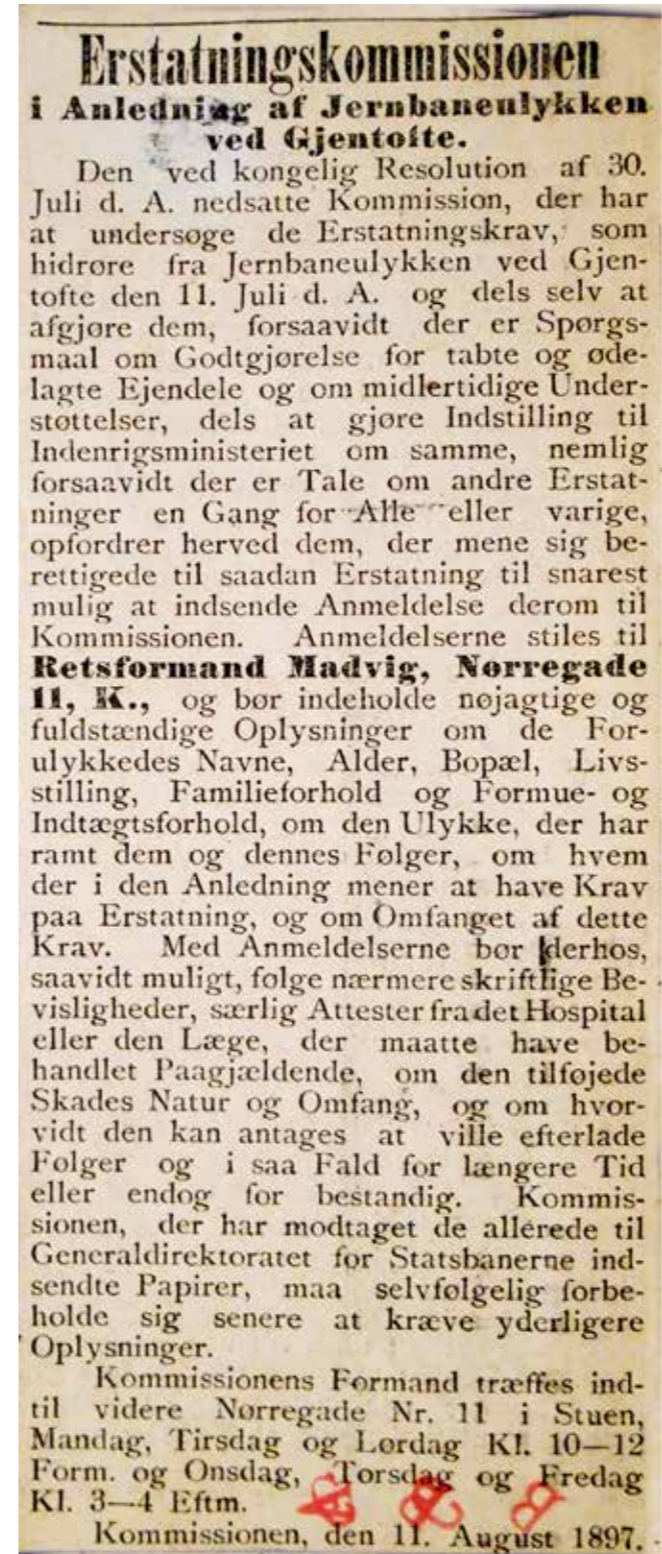 Erstatningskommissionen
i Anledning af Jernbaneulykken
ved Gjentofte.
Den ved kongelig Resolution af 30.
Juli d. A. nedsatte Kommission, der har
at undersøge de Erstatningskrav, som
hidrøre fra Jernbaneulykken ved Gjen-
tofte den 11. Juli d. A. og dels selv at
afgjøre dem, forsaavidt der er Spørgs-
maal om Godtgjørelse for tabte og øde-
lagte Ejendele og om midlertidige Under-
støttelser, dels at gjøre Indstilling til
Indenrigsministeriet om samme, nemlig
forsaavidt der er Tale om andre Erstat-
ninger en Gang for Alle eller varige,
opfordrer herved dem, der mene sig be-
rettigede til saadan Erstatning til snarest
mulig at indsende Anmeldelse derom til
Kommissionen. Anmeldelserne stiles til
Retsformand Madvig, Nørregade
11, K., og bør indeholde nøjagtige og
fuldstændige Oplysninger om de For-
ulykkedes Navne, Alder, Bopæl, Livs-
stilling, Familieforhold og Formue- og
Indtægtsforhold, om den Ulykke, der har
ramt dem og dennes Følger, om hvem
der i den Anledning mener at have Krav
paa Erstatning, og om Omfanget af dette
Krav. Med Anmeldelserne bør derhos,
saavidt muligt, følge nærmere skriftlige Be-
visligheder, særlig Attester fra det Hospital
eller den Læge, der maatte have be-
handlet Paagjældende, om den tilføjede
Skades Natur og Omfang, og om hvor-
vidt den kan antages at ville efterlade
Følger og i saa Fald for længere Tid
eller endog for bestandig. Kommis-
sionen, der har modtaget de allerede til
Generaldirektoratet for Statsbanerne ind-
sendte Papirer, maa selvfølgelig forbe-
holde sig senere at kræve yderligere
Oplysninger.
Kommissionens Formand træffes ind-
til videre Nørregade Nr. 11 i Stuen,
Mandag, Tirsdag og Lørdag Kl. 10—12
Form. og Onsdag, Torsdag og Fredag
Kl. 3—4 Eftm.
Kommissionen, den 11. August 1897.